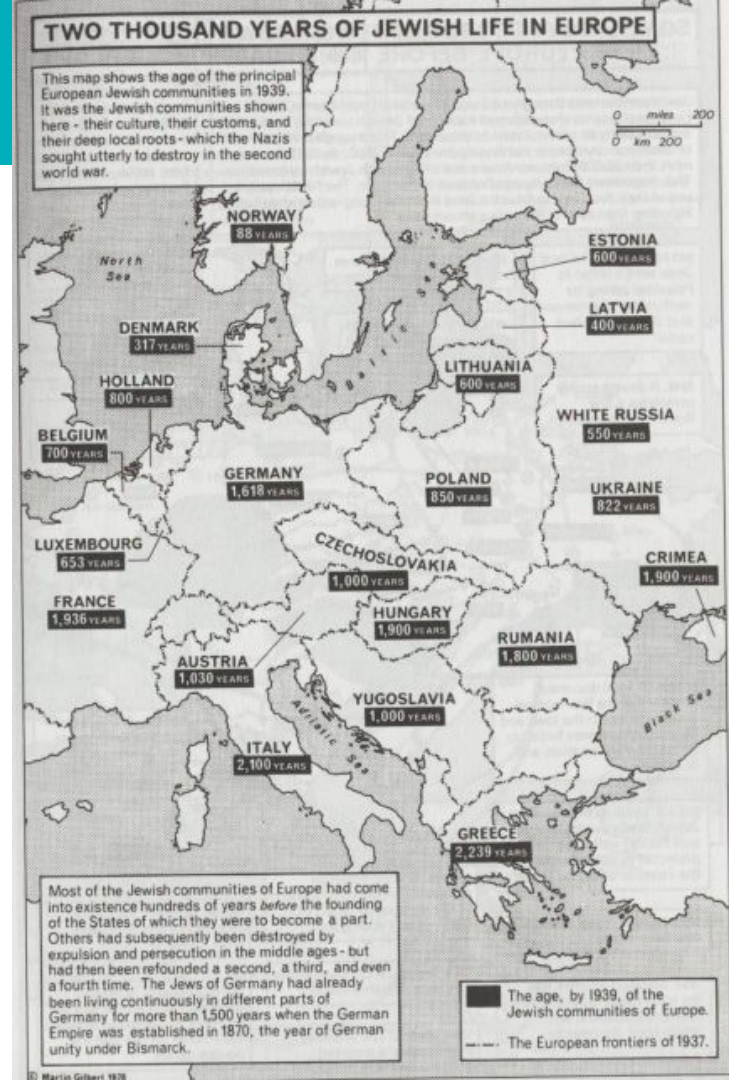 TWO THOUSAND YEARS OF JEWISH LIFE IN EUROPE
This map shows the age of the principal
European Jewish communities in 1939.
It was the Jewish communities shown
here - their culture, their customs, and
their deep local roots - which the Nazis
sought utterly to destroy in the second
world war.
0 miles 200
0 km 200
NORWAY
88 YEARS
North
Sea
ESTONIA
600 YEARS
LATVIA
400 YEARS
DENMARK
317 YEARS
Baltic Sea
LITHUANIA
600 YEARS
HOLLAND
800 YEARS
WHITE RUSSIA
550 YEARS
BELGIUM
700 YEARS
GERMANY
1,618 YEARS
POLAND
850 YEARS
UKRAINE
822 YEARS
LUXEMBOURG
653 YEARS
CZECHOSLOVAKIA
1,000 YEARS
CRIMEA
1,900 YEARS
FRANCE
1,936 YEARS
HUNGARY
1,900 YEARS
RUMANIA
1,800 YEARS
AUSTRIA
1,030 YEARS
YUGOSLAVIA
1,000 YEARS
Adriatic Sea
Black Sea
ITALY
2,100 YEARS
GREECE
2,239 YEARS
Most of the Jewish communities of Europe had come
into existence hundreds of years before the founding
of the States of which they were to become a part.
Others had subsequently been destroyed by
expulsion and persecution in the middle ages - but
had then been refounded a second, a third, and even
a fourth time. The Jews of Germany had already
been living continuously in different parts of
Germany for more than 1,500 years when the German
Empire was established in 1870, the year of German
unity under Bismarck.
The age, by 1939, of the
Jewish communities of Europe.
The European frontiers of 1937.
© Martin Gilbert 1978